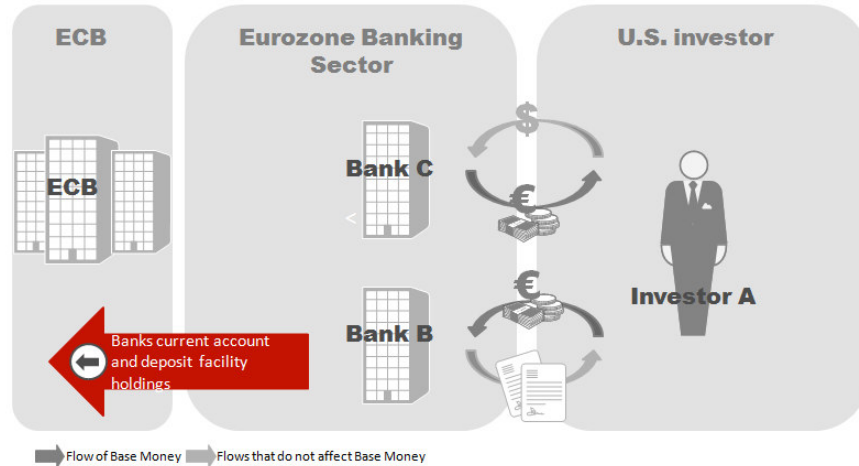 ECB
Eurozone Banking
Sector
U.S. investor
$
Bank C
ECB
€
<
€
Investor A
Bank B
Banks current account
and deposit facility
holdings
Flow of Base Money
Flows that do not affect Base Money